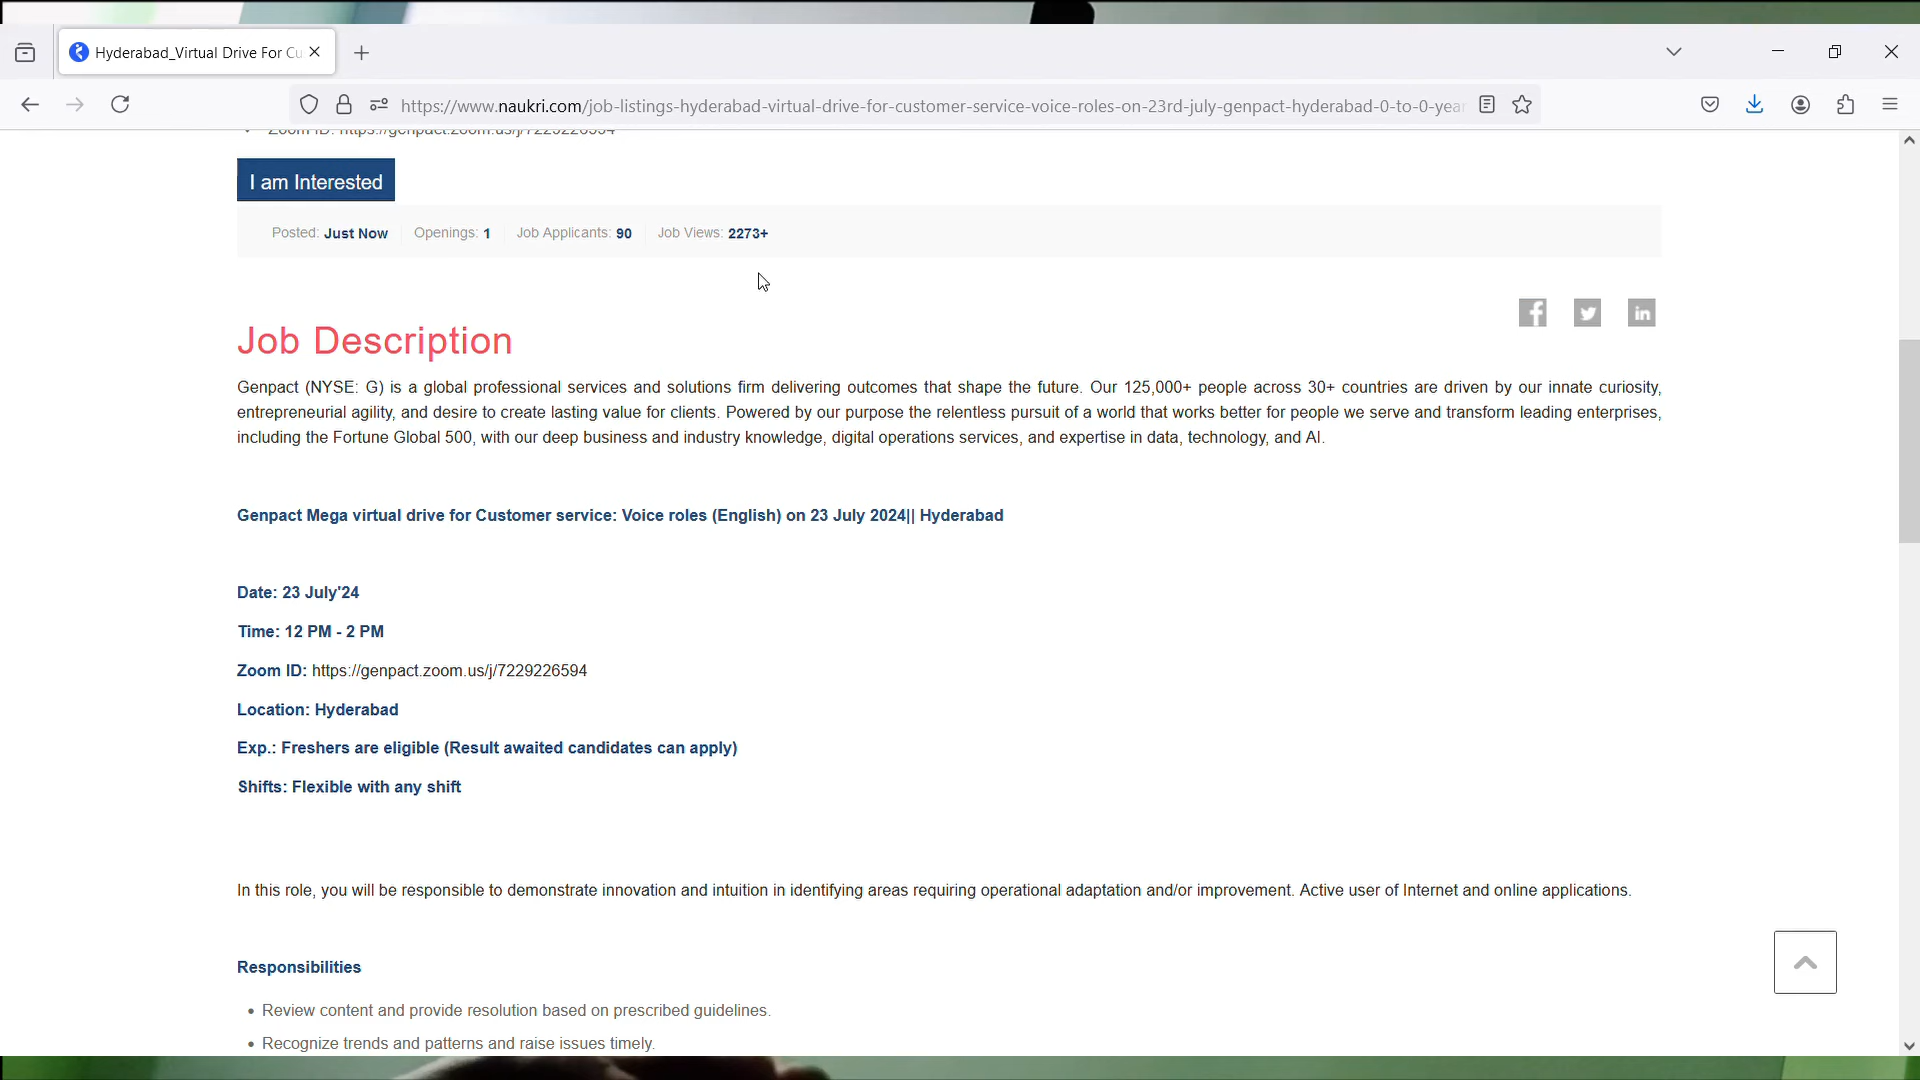 Hyderabad_Virtual Drive For Cu
https://www.naukri.com/job-listings-hyderabad-virtual-drive-for-customer-service-voice-roles-on-23rd-july-genpact-hyderabad-0-to-0-year
Zoom ID: https://genpact.zoom.us/j/7229226594
I am Interested
Posted: Just Now Openings: 1 Job Applicants: 90 Job Views: 2273+
Job Description
Genpact (NYSE: G) is a global professional services and solutions firm delivering outcomes that shape the future. Our 125,000+ people across 30+ countries are driven by our innate curiosity,
entrepreneurial agility, and desire to create lasting value for clients. Powered by our purpose the relentless pursuit of a world that works better for people we serve and transform leading enterprises,
including the Fortune Global 500, with our deep business and industry knowledge, digital operations services, and expertise in data, technology, and AI.
Genpact Mega virtual drive for Customer service: Voice roles (English) on 23 July 2024|| Hyderabad
Date: 23 July'24
Time: 12 PM - 2 PM
Zoom ID: https://genpact.zoom.us/j/7229226594
Location: Hyderabad
Exp.: Freshers are eligible (Result awaited candidates can apply)
Shifts: Flexible with any shift
In this role, you will be responsible to demonstrate innovation and intuition in identifying areas requiring operational adaptation and/or improvement. Active user of Internet and online applications.
Responsibilities
• Review content and provide resolution based on prescribed guidelines.
• Recognize trends and patterns and raise issues timely.